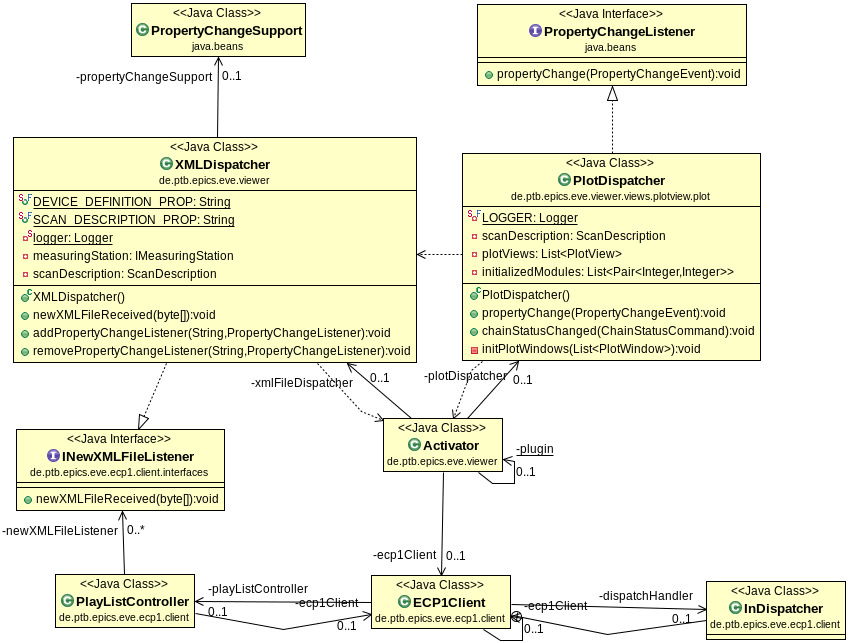 <<Java Class>>
PropertyChangeSupport
java.beans
<<Java Interface>>
PropertyChangeListener
java.beans
propertyChange(PropertyChangeEvent):void
-propertyChangeSupport
0..1
<<Java Class>>
XMLDispatcher
de.ptb.epics.eve.viewer
DEVICE_DEFINITION_PROP: String
SCAN_DESCRIPTION_PROP: String
logger: Logger
measuringStation: IMeasuringStation
scanDescription: ScanDescription
XMLDispatcher()
newXMLFileReceived(byte[]):void
addPropertyChangeListener(String,PropertyChangeListener):void
removePropertyChangeListener(String,PropertyChangeListener):void
<<Java Class>>
PlotDispatcher
de.ptb.epics.eve.viewer.views.plotview.plot
LOGGER: Logger
scanDescription: ScanDescription
plotViews: List<PlotView>
initializedModules: List<Pair<Integer,Integer>>
PlotDispatcher()
propertyChange(PropertyChangeEvent):void
chainStatusChanged(ChainStatusCommand):void
initPlotWindows(List<PlotWindow>):void
-xmlFileDispatcher
0..1
-plotDispatcher
0..1
<<Java Class>>
Activator
de.ptb.epics.eve.viewer
-plugin
0..1
<<Java Interface>>
INewXMLFileListener
de.ptb.epics.eve.ecp1.client.interfaces
newXMLFileReceived(byte[]):void
-newXMLFileListener
0..*
-ecp1Client
0..1
<<Java Class>>
PlayListController
de.ptb.epics.eve.ecp1.client
-playListController
0..1
-ecp1Client
0..1
<<Java Class>>
ECP1Client
de.ptb.epics.eve.ecp1.client
-ecp1Client
0..1
-dispatchHandler
0..1
<<Java Class>>
InDispatcher
de.ptb.epics.eve.ecp1.client